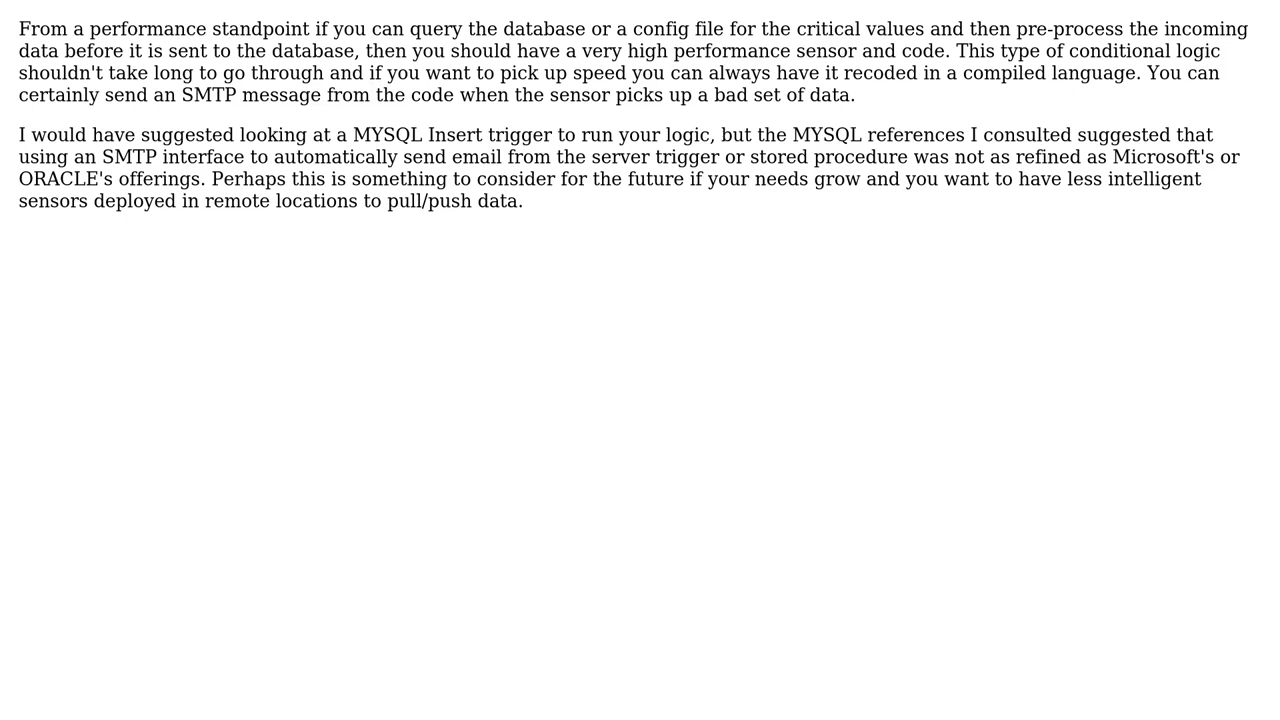 From a performance standpoint if you can query the database or a config file for the critical values and then pre-process the incoming
data before it is sent to the database, then you should have a very high performance sensor and code. This type of conditional logic
shouldn't take long to go through and if you want to pick up speed you can always have it recoded in a compiled language. You can
certainly send an SMTP message from the code when the sensor picks up a bad set of data.
I would have suggested looking at a MYSQL Insert trigger to run your logic, but the MYSQL references I consulted suggested that
using an SMTP interface to automatically send email from the server trigger or stored procedure was not as refined as Microsoft's or
ORACLE's offerings. Perhaps this is something to consider for the future if your needs grow and you want to have less intelligent
sensors deployed in remote locations to pull/push data.